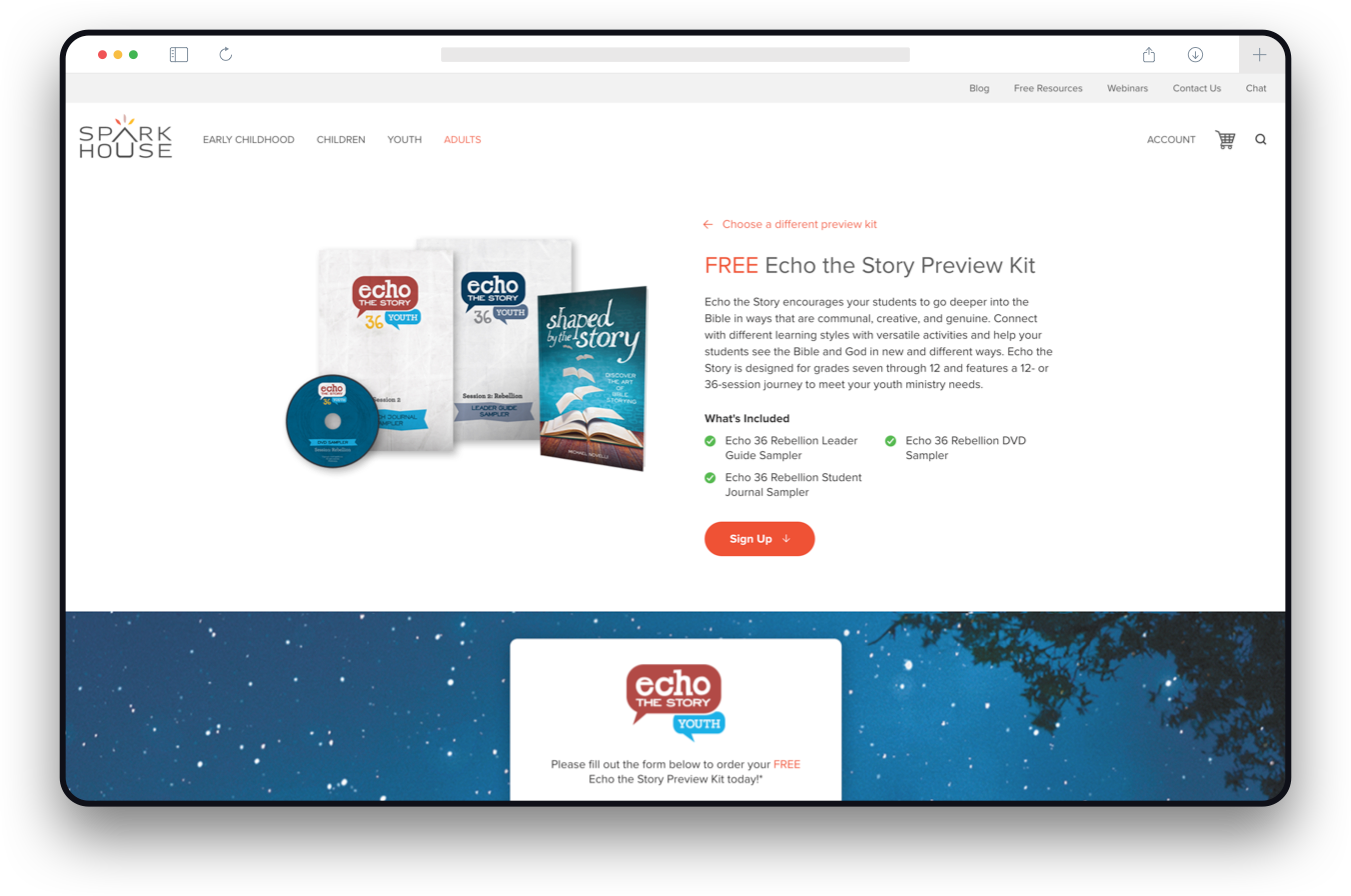 Blog Free Resources Webinars Contact Us Chat
SPARK
HOUSE
EARLY CHILDHOOD CHILDREN YOUTH ADULTS
ACCOUNT
← Choose a different preview kit
FREE Echo the Story Preview Kit
Echo the Story encourages your students to go deeper into the
Bible in ways that are communal, creative, and genuine. Connect
with different learning styles with versatile activities and help your
students see the Bible and God in new and different ways. Echo the
Story is designed for grades seven through 12 and features a 12- or
36-session journey to meet your youth ministry needs.
What's Included
Echo 36 Rebellion Leader
Guide Sampler
Echo 36 Rebellion DVD
Sampler
Echo 36 Rebellion Student
Journal Sampler
Sign Up ↓
echo
THE STORY
36 YOUTH
Session 2
JOURNAL
echo
THE STORY
36 YOUTH
Session 2: Rebellion
LEADER GUIDE
SAMPLER
shaped
by the story
DISCOVER
THE ART
OF
BIBLE
STORYING
MICHAEL NOVELLI
echo
THE STORY
36 YOUTH
DVD SAMPLER
Session: Rebellion
echo
THE STORY
YOUTH
Please fill out the form below to order your FREE
Echo the Story Preview Kit today!*